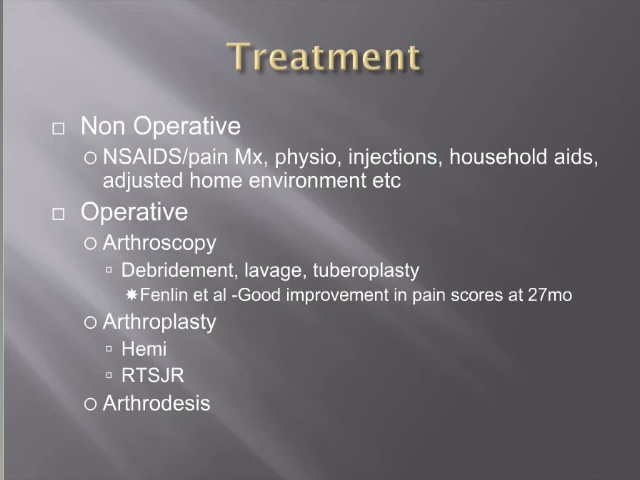 Treatment
Non Operative
NSAIDS/pain Mx, physio, injections, household aids,
adjusted home environment etc
Operative
Arthroscopy
Debridement, lavage, tuberoplasty
Fenlin et al -Good improvement in pain scores at 27mo
Arthroplasty
Hemi
RTSJR
Arthrodesis